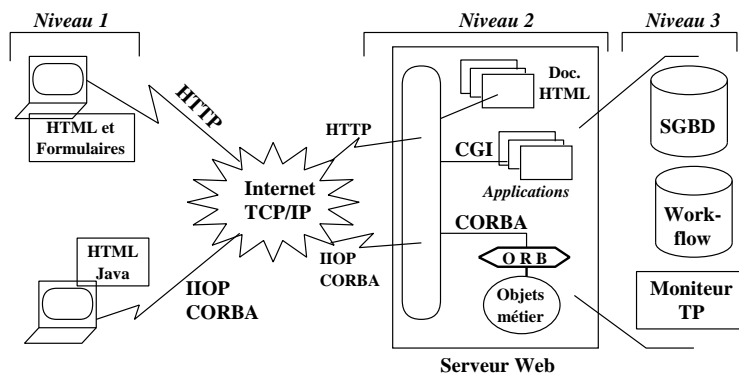 Niveau 1
Niveau 2
Niveau 3
HTML et
Formulaires
HTTP
Internet
TCP/IP
HTTP
Doc.
HTML
CGI
Applications
CORBA
O R B
Objets
métier
SGBD
Work-
flow
Moniteur
TP
HTML
Java
IIOP
CORBA
IIOP
CORBA
Serveur Web